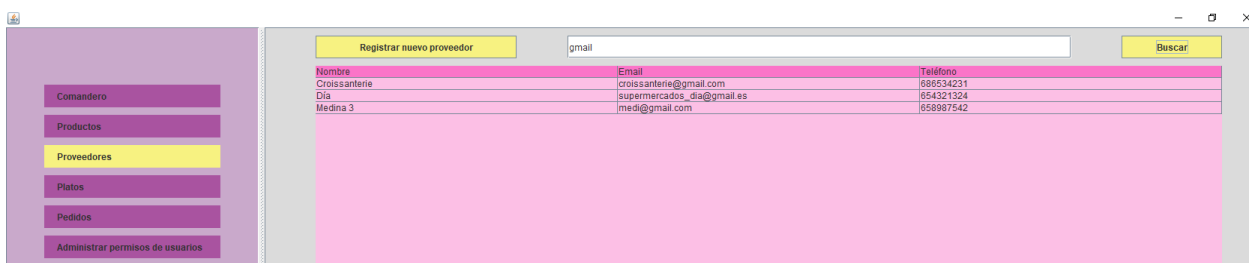 Registrar nuevo proveedor gmail Buscar
Nombre Email Teléfono
Croissanterie croissanterie@gmail.com 686534231
Día supermercados_dia@gmail.es 654321324
Medina 3 medi@gmail.com 658987542
Comandero
Productos
Proveedores
Platos
Pedidos
Administrar permisos de usuarios